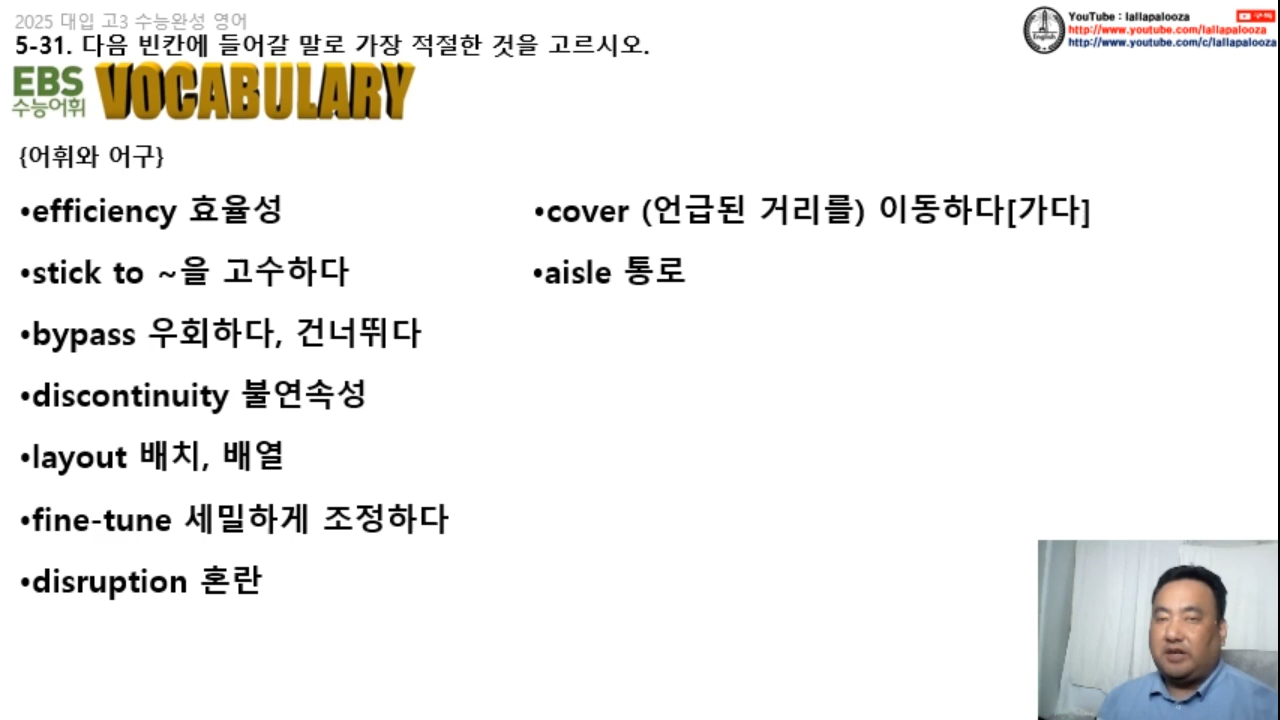 2025 대입 고3 수능완성 영어
5-31. 다음 빈칸에 들어갈 말로 가장 적절한 것을 고르시오.
YouTube : lallapalooza
구독
http://www.youtube.com/lallapalooza
http://www.youtube.com/c/lallapalooza
English
EBS
수능어휘
VOCABULARY
{어휘와 어구}
•efficiency 효율성
•stick to ~을 고수하다
•bypass 우회하다, 건너뛰다
•discontinuity 불연속성
•layout 배치, 배열
•fine-tune 세밀하게 조정하다
•disruption 혼란
•cover (언급된 거리를) 이동하다[가다]
•aisle 통로